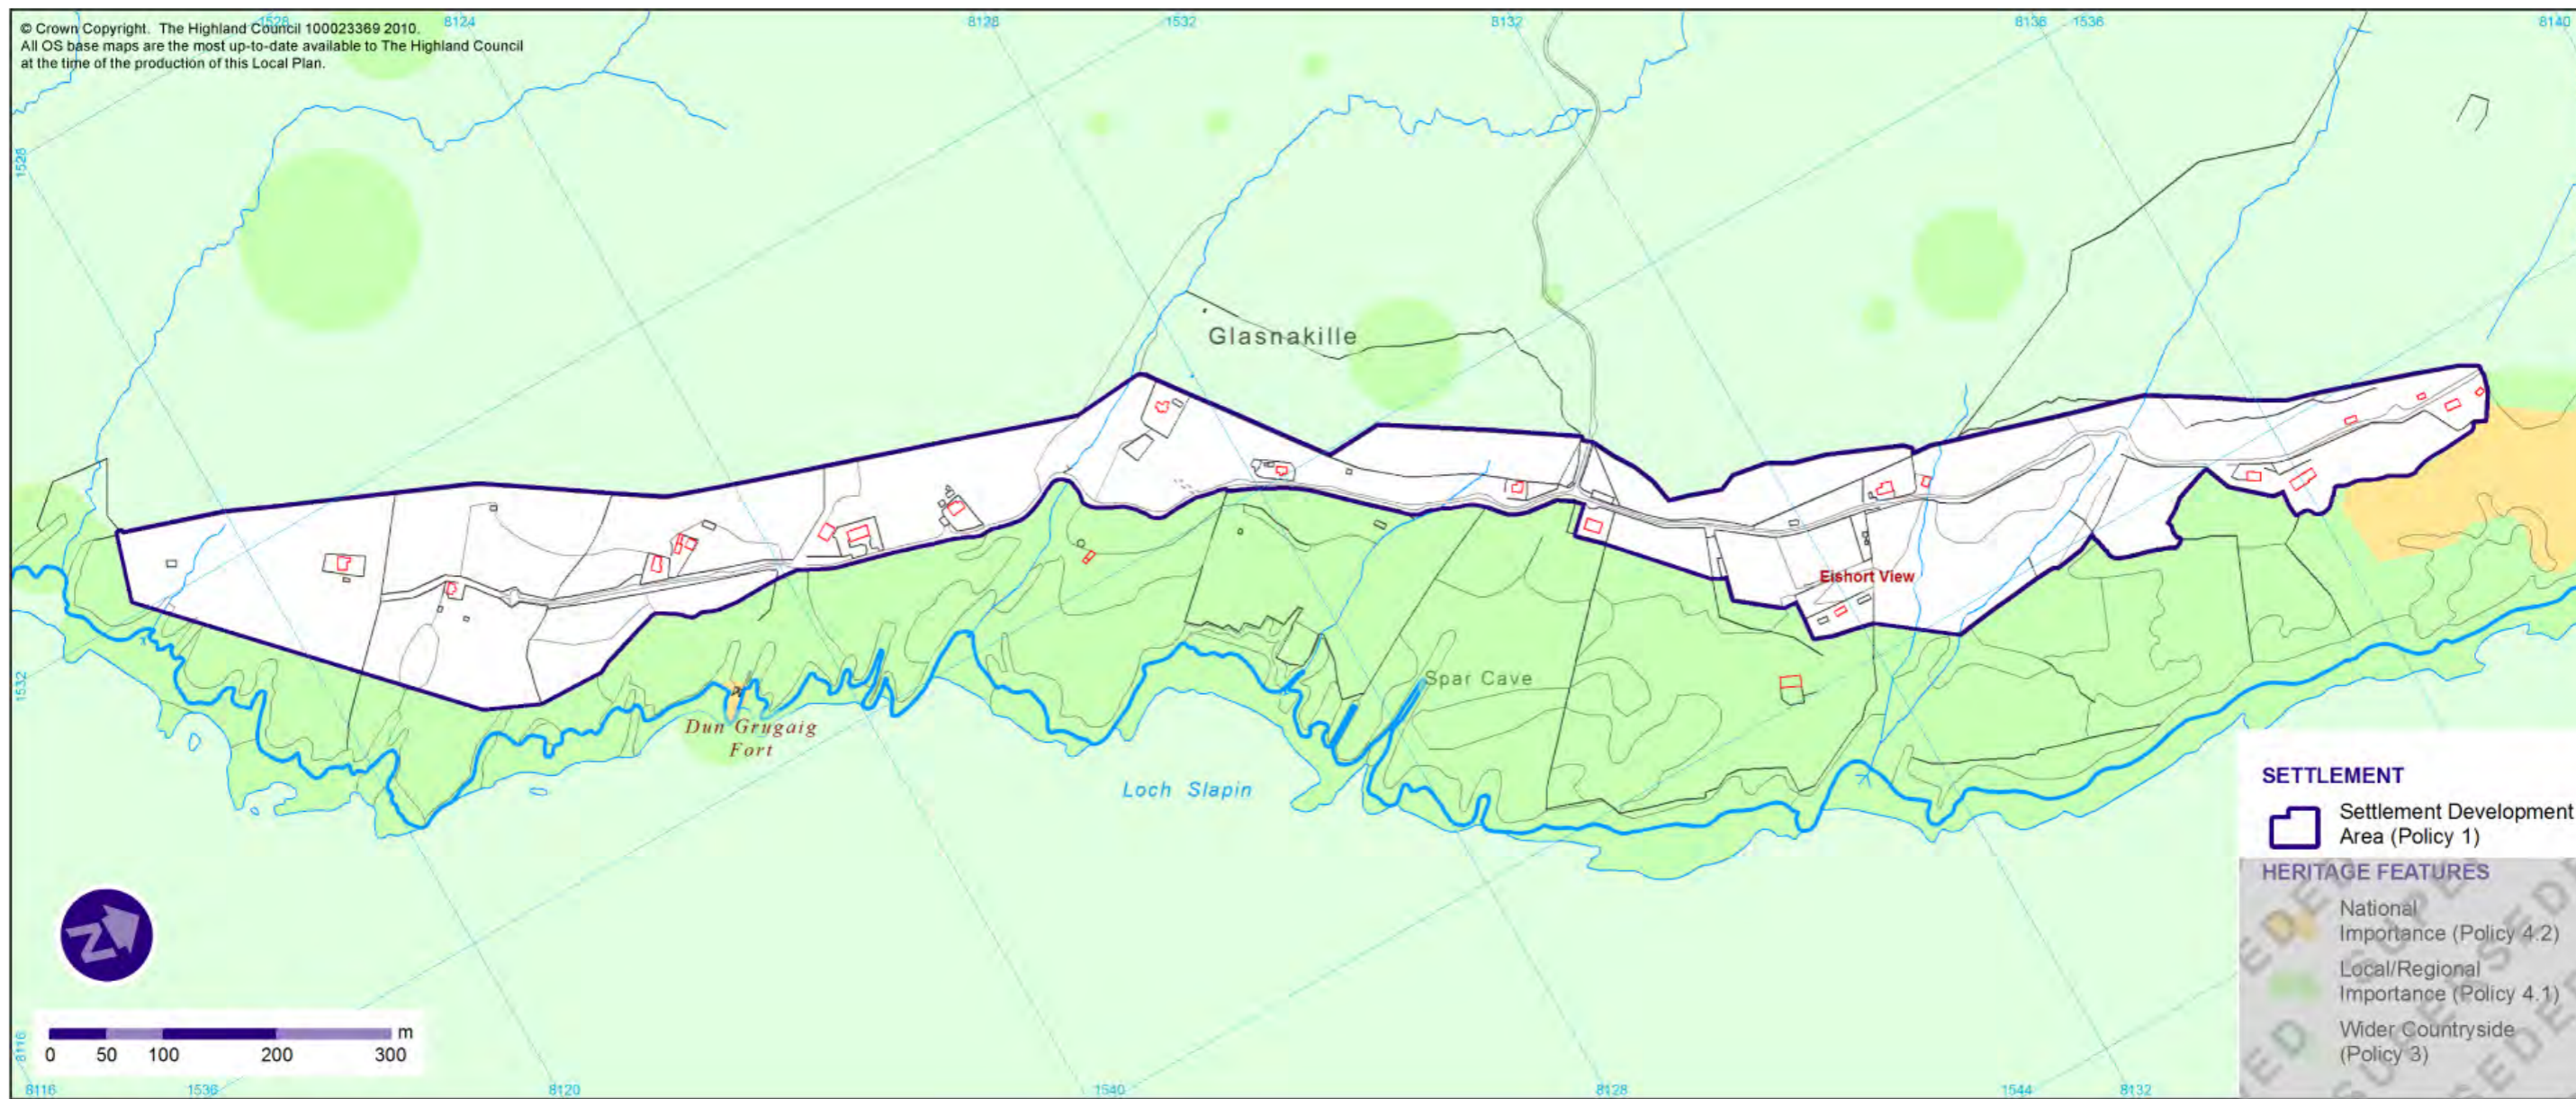 © Crown Copyright. The Highland Council 100023369 2010.
All OS base maps are the most up-to-date available to The Highland Council
at the time of the production of this Local Plan.
1528
8124
8128
1532
8132
8136
1536
8140
1528
Glasnakille
Eishort View
Spar Cave
1532
Dun Grugaig
Fort
Loch Slapin
SETTLEMENT
Settlement Development
Area (Policy 1)
HERITAGE FEATURES
National
Importance (Policy 4.2)
Local/Regional
Importance (Policy 4.1)
Wider Countryside
(Policy 3)
N
m
0 50 100 200 300
8116
8116
1536
8120
1540
8128
1544
8132